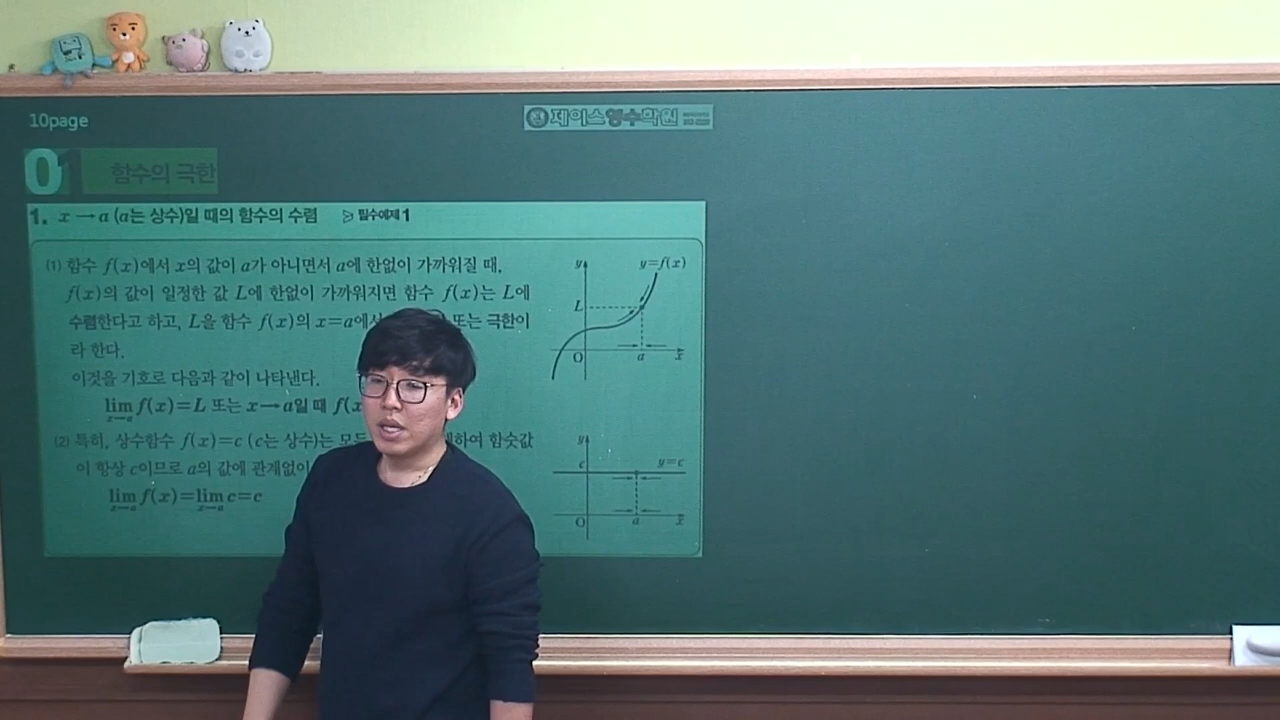 10page
제이스영수학원
01 함수의 극한
1. x→a (a는 상수)일 때의 함수의 수렴 ▷ 필수예제 1
(1) 함수 f(x)에서 x의 값이 a가 아니면서 a에 한없이 가까워질 때,
f(x)의 값이 일정한 값 L에 한없이 가까워지면 함수 f(x)는 L에
수렴한다고 하고, L을 함수 f(x)의 x=a에서 또는 극한이
라 한다.
이것을 기호로 다음과 같이 나타낸다.
lim x→a f(x)=L 또는 x→a일 때 f(x
(2) 특히, 상수함수 f(x)=c (c는 상수)는 모든 하여 함숫값
이 항상 c이므로 a의 값에 관계없이
lim x→a f(x)=lim x→a c=c
y
y=f(x)
L
O
a
x
y
c
y=c
O
a
x